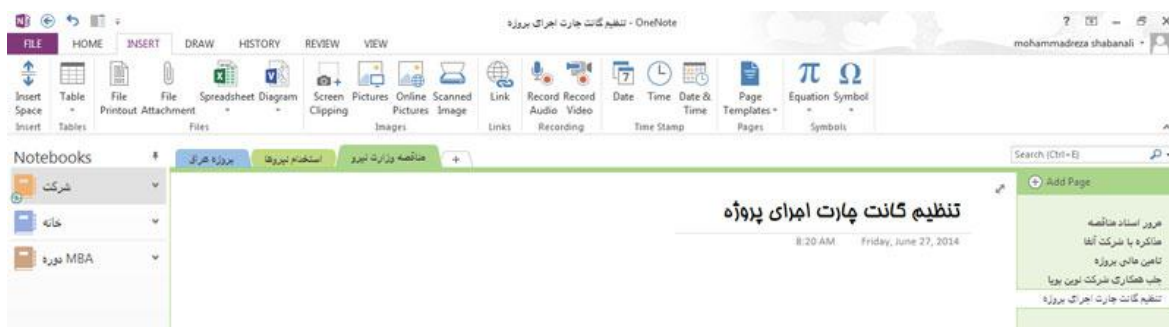 تنظیم گانت چارت اجرای پروژه - OneNote
FILE HOME INSERT DRAW HISTORY REVIEW VIEW
mohammadreza shabanali
Insert Space
Table
File Printout
File Attachment
Spreadsheet
Diagram
Screen Clipping
Pictures
Online Pictures
Scanned Image
Link
Record Audio
Record Video
Date
Time
Date & Time
Page Templates
Equation
Symbol
Insert Tables Files Images Links Recording Time Stamp Pages Symbols
Notebooks
پروژه عراق
استخدام نیروها
مناقصه وزارت نیرو
Search (Ctrl+E)
شرکت
خانه
دوره MBA
تنظیم گانت چارت اجرای پروژه
8:20 AM Friday, June 27, 2014
Add Page
مرور اسناد مناقصه
مذاکره با شرکت آلفا
تامین مالی پروژه
جلب همکاری شرکت نوین پویا
تنظیم گانت چارت اجرای پروژه